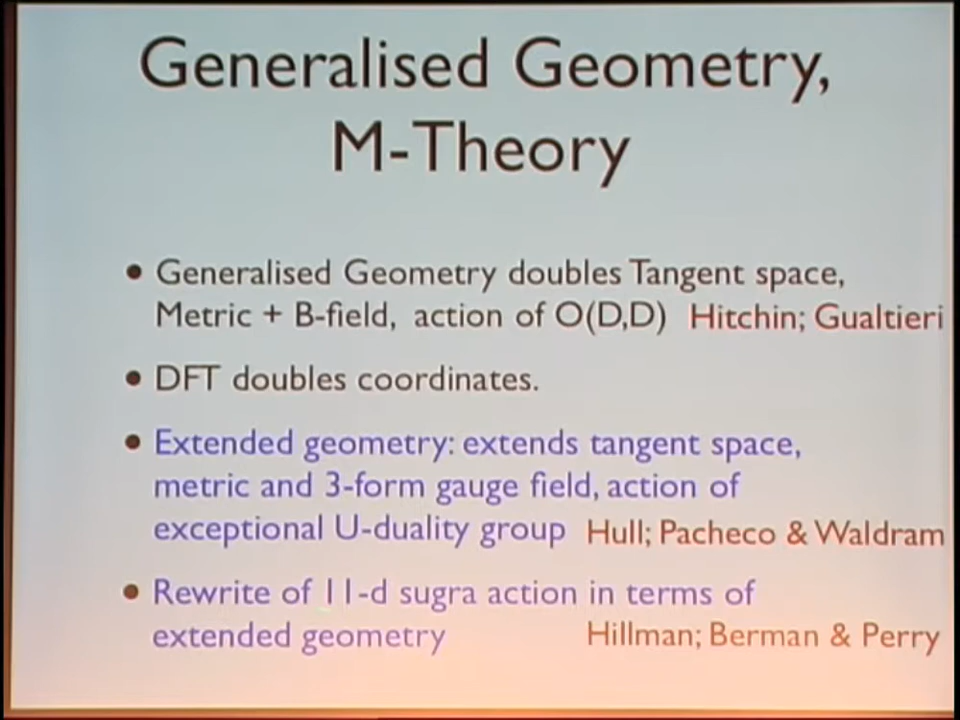 Generalised Geometry,
M-Theory
• Generalised Geometry doubles Tangent space,
Metric + B-field, action of O(D,D) Hitchin; Gualtieri
• DFT doubles coordinates.
• Extended geometry: extends tangent space,
metric and 3-form gauge field, action of
exceptional U-duality group Hull; Pacheco & Waldram
• Rewrite of 11-d sugra action in terms of
extended geometry Hillman; Berman & Perry